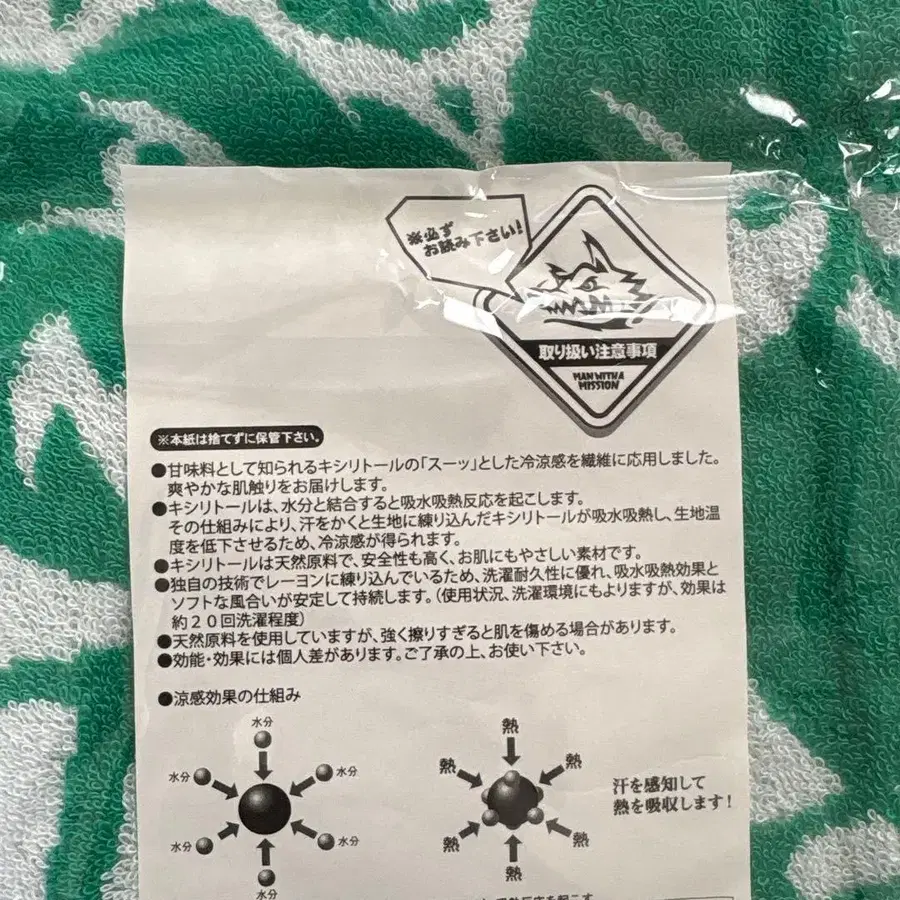 ※必ず
お読み下さい!
取り扱い注意事項
MAN WITH A
MISSION
※本紙は捨てずに保管下さい。
●甘味料として知られるキシリトールの「スーッ」とした冷涼感を繊維に応用しました。
爽やかな肌触りをお届けします。
●キシリトールは、水分と結合すると吸水吸熱反応を起こします。
その仕組みにより、汗をかくと生地に練り込んだキシリトールが吸水吸熱し、生地温
度を低下させるため、冷涼感が得られます。
●キシリトールは天然原料で、安全性も高く、お肌にもやさしい素材です。
●独自の技術でレーヨンに練り込んでいるため、洗濯耐久性に優れ、吸水吸熱効果と
ソフトな風合いが安定して持続します。(使用状況、洗濯環境にもよりますが、効果は
約20回洗濯程度)
●天然原料を使用していますが、強く擦りすぎると肌を傷める場合があります。
●効能・効果には個人差があります。ご了承の上、お使い下さい。
●涼感効果の仕組み
水分
水分
水分
水分
水分
水分
熱
熱
熱
熱
熱
熱
汗を感知して
熱を吸収します!